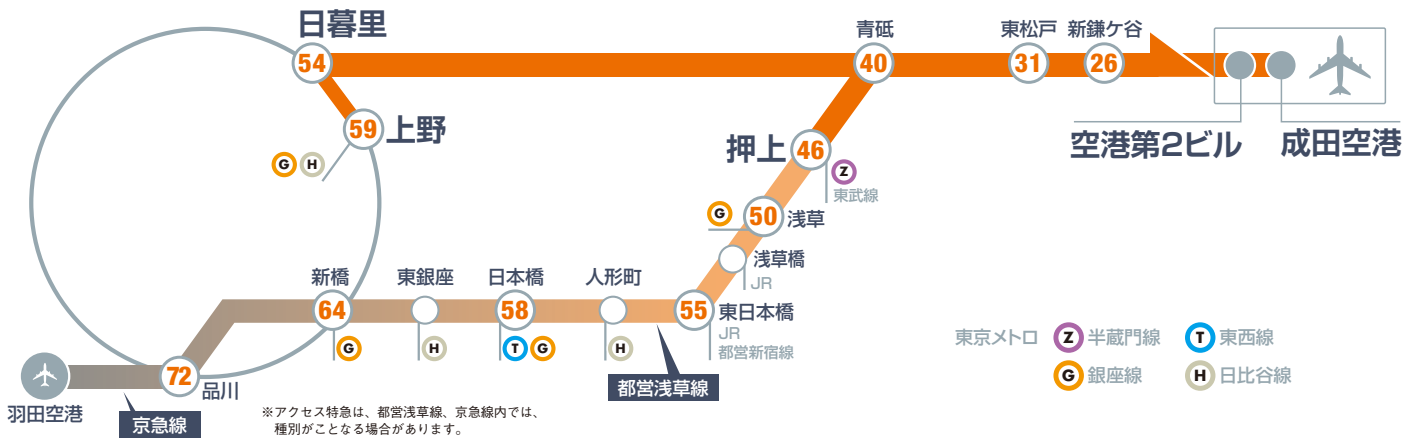 日暮里
54
青砥
40
東松戸
31
新鎌ケ谷
26
空港第2ビル
成田空港
59
上野
G H
押上
46
Z
東武線
G
50
浅草
浅草橋
JR
新橋
64
G
東銀座
H
日本橋
58
T G
人形町
H
55
東日本橋
JR
都営新宿線
都営浅草線
72
品川
羽田空港
京急線
※アクセス特急は、都営浅草線、京急線内では、
種別がことなる場合があります。
東京メトロ Z 半蔵門線 T 東西線
G 銀座線 H 日比谷線